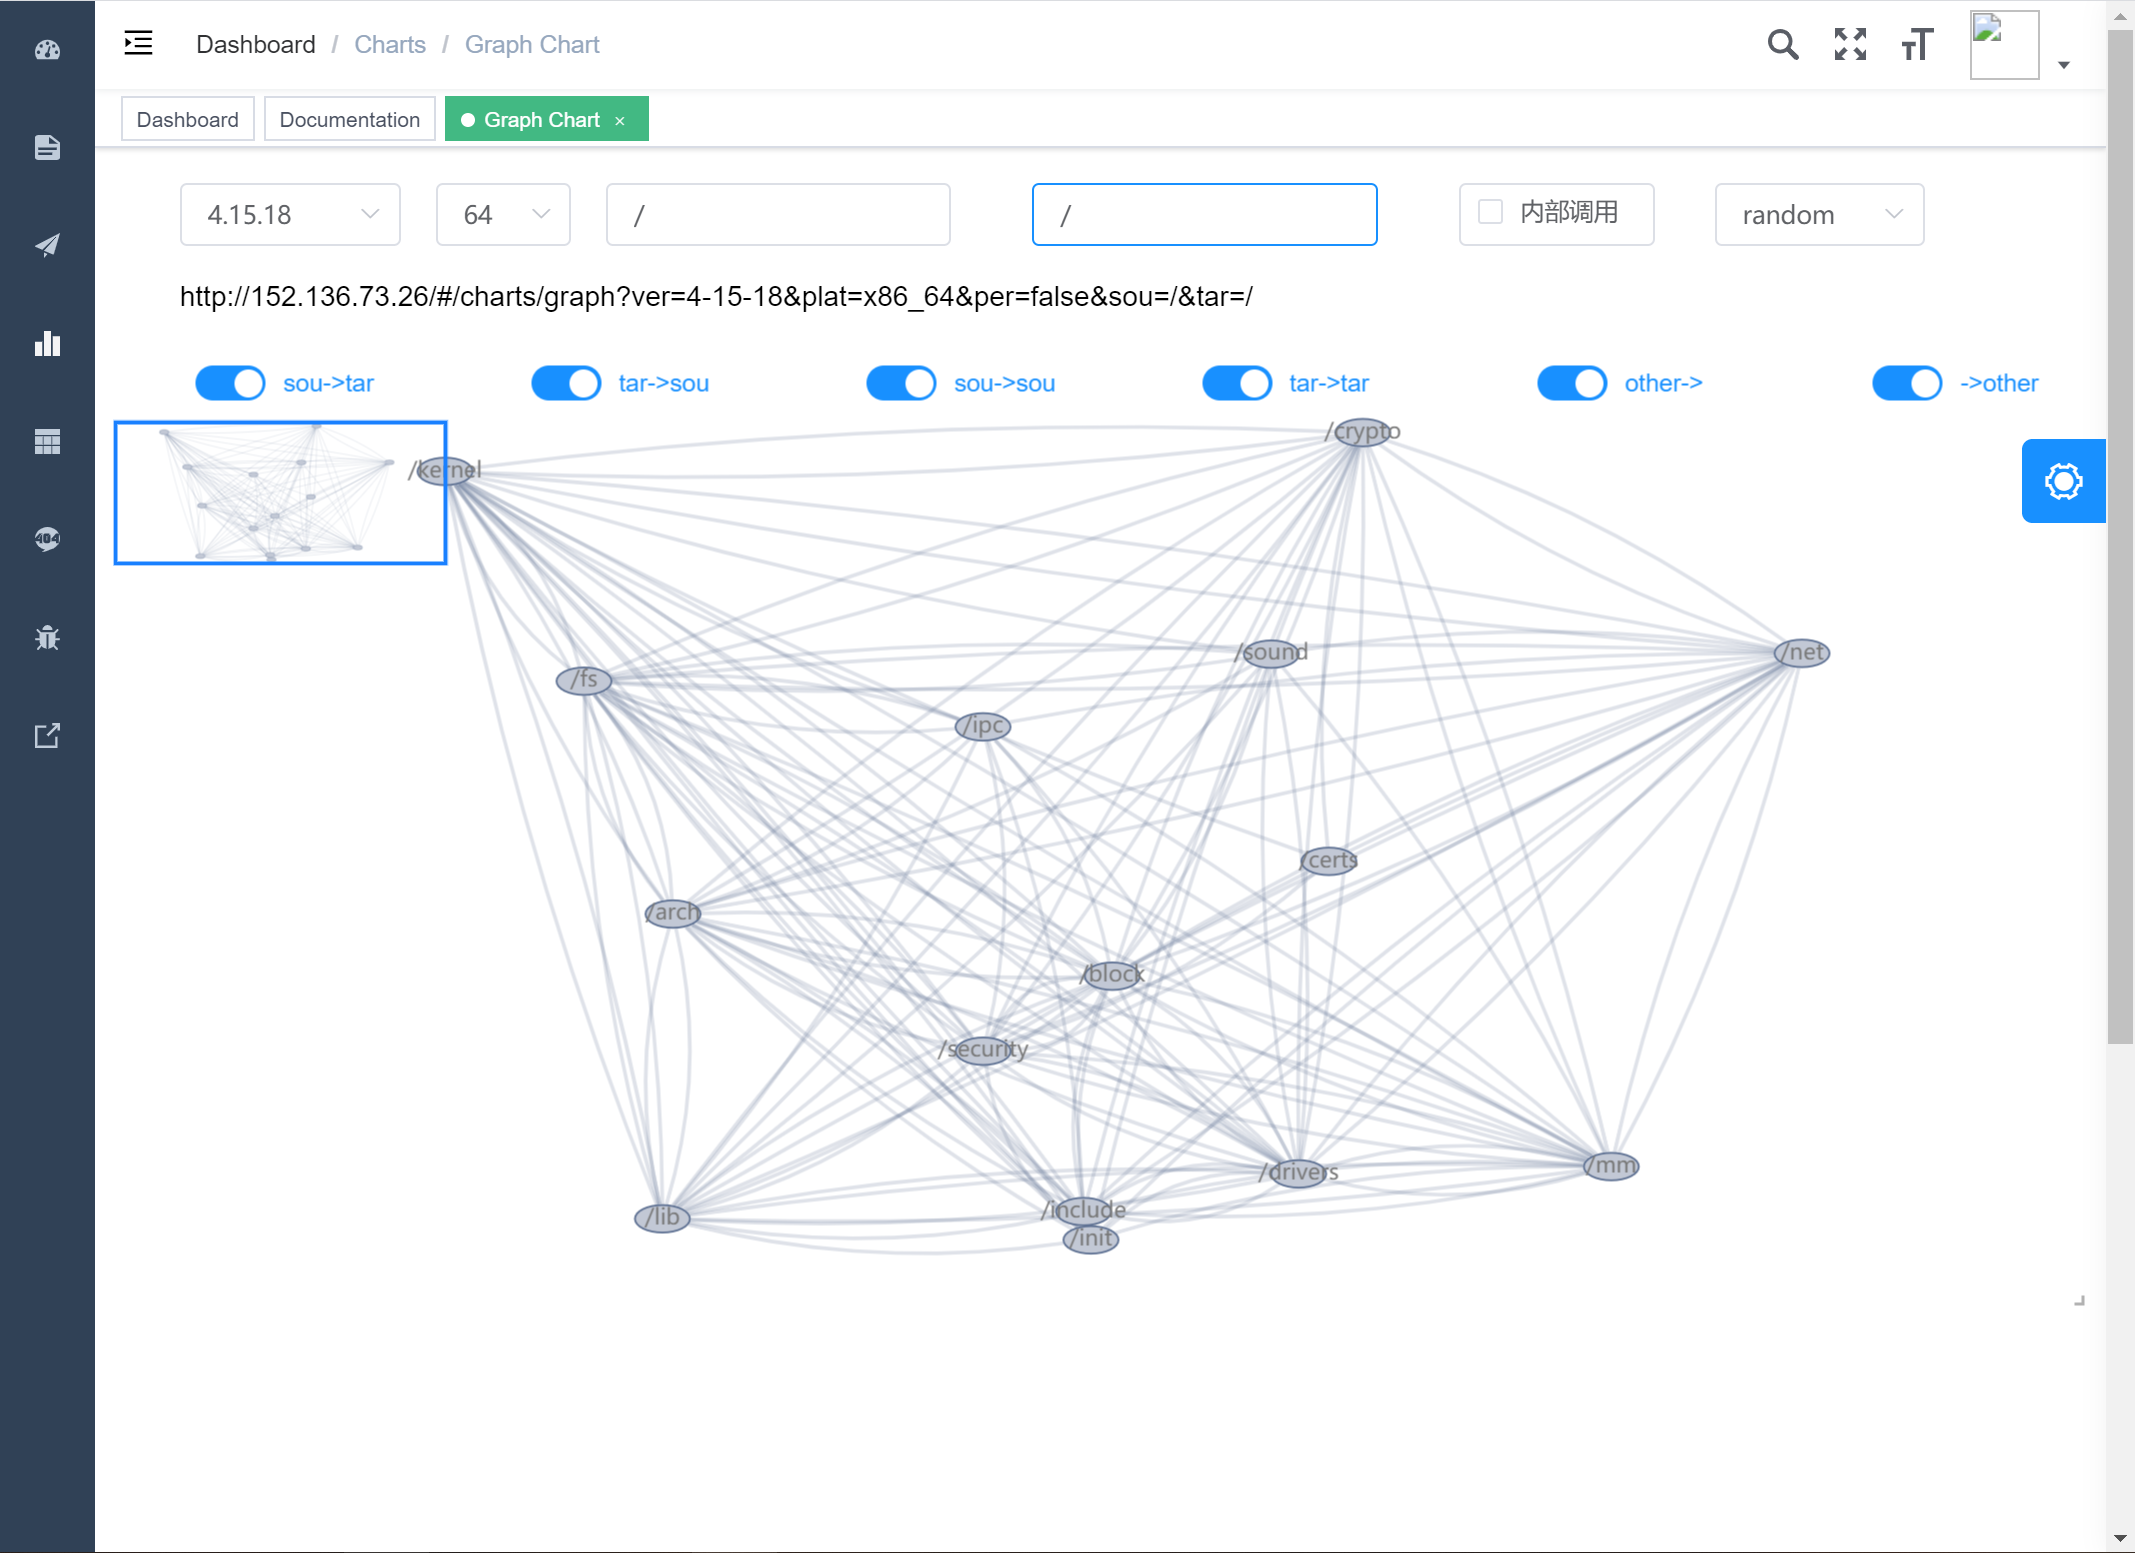 Dashboard / Charts / Graph Chart
Dashboard
Documentation
Graph Chart ×
4.15.18
64
/
/
内部调用
random
http://152.136.73.26/#/charts/graph?ver=4-15-18&plat=x86_64&per=false&sou=/&tar=/
sou->tar
tar->sou
sou->sou
tar->tar
other->
->other
/crypto
/kernel
/sound
/net
/fs
/ipc
/certs
/arch
/block
/security
/mm
/drivers
/include
/lib
/init
404